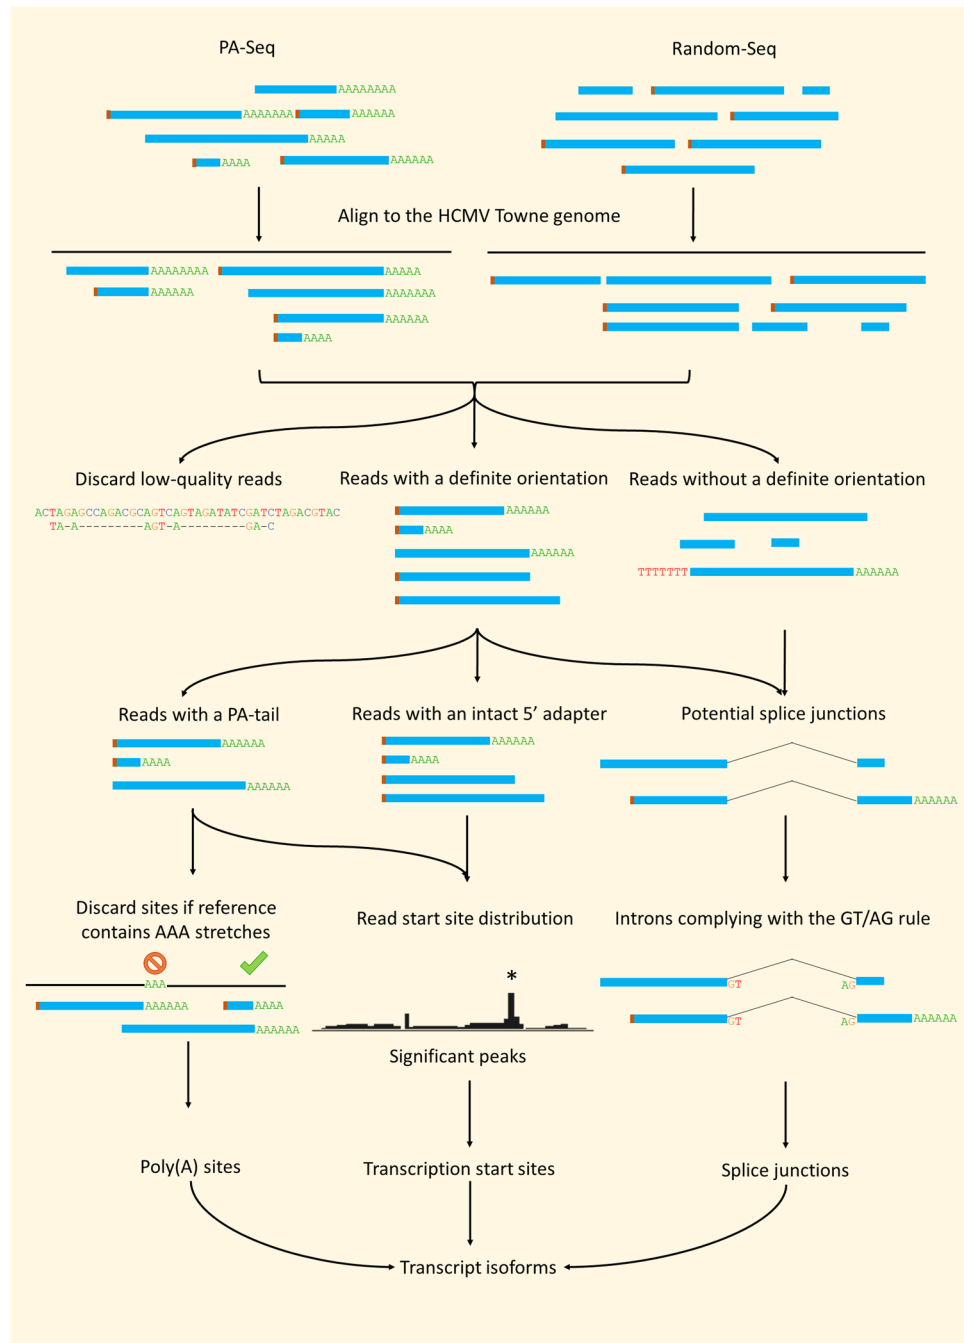 PA-Seq
Random-Seq
AAAAAAAA
AAAAAAA
AAAAAA
AAAAA
AAAA
AAAAAA
Align to the HCMV Towne genome
AAAAAAAA
AAAAA
AAAAAA
AAAAAAA
AAAAAA
AAAA
Discard low-quality reads
Reads with a definite orientation
Reads without a definite orientation
ACTAGAGCCAGACGCAGTCAGTAGATATCGATCTAGACGTAC
TA-A---------AGT-A---------GA-C
AAAAAA
AAAA
AAAAAA
TTTTTTT
AAAAAA
Reads with a PA-tail
Reads with an intact 5’ adapter
Potential splice junctions
AAAAAA
AAAA
AAAAAA
AAAAAA
AAAA
AAAAAA
Discard sites if reference
contains AAA stretches
Read start site distribution
Introns complying with the GT/AG rule
AAA
AAAAAA
AAAA
AAAAAA
*
GT
AG
GT
AG
AAAAAA
Significant peaks
Poly(A) sites
Transcription start sites
Splice junctions
Transcript isoforms